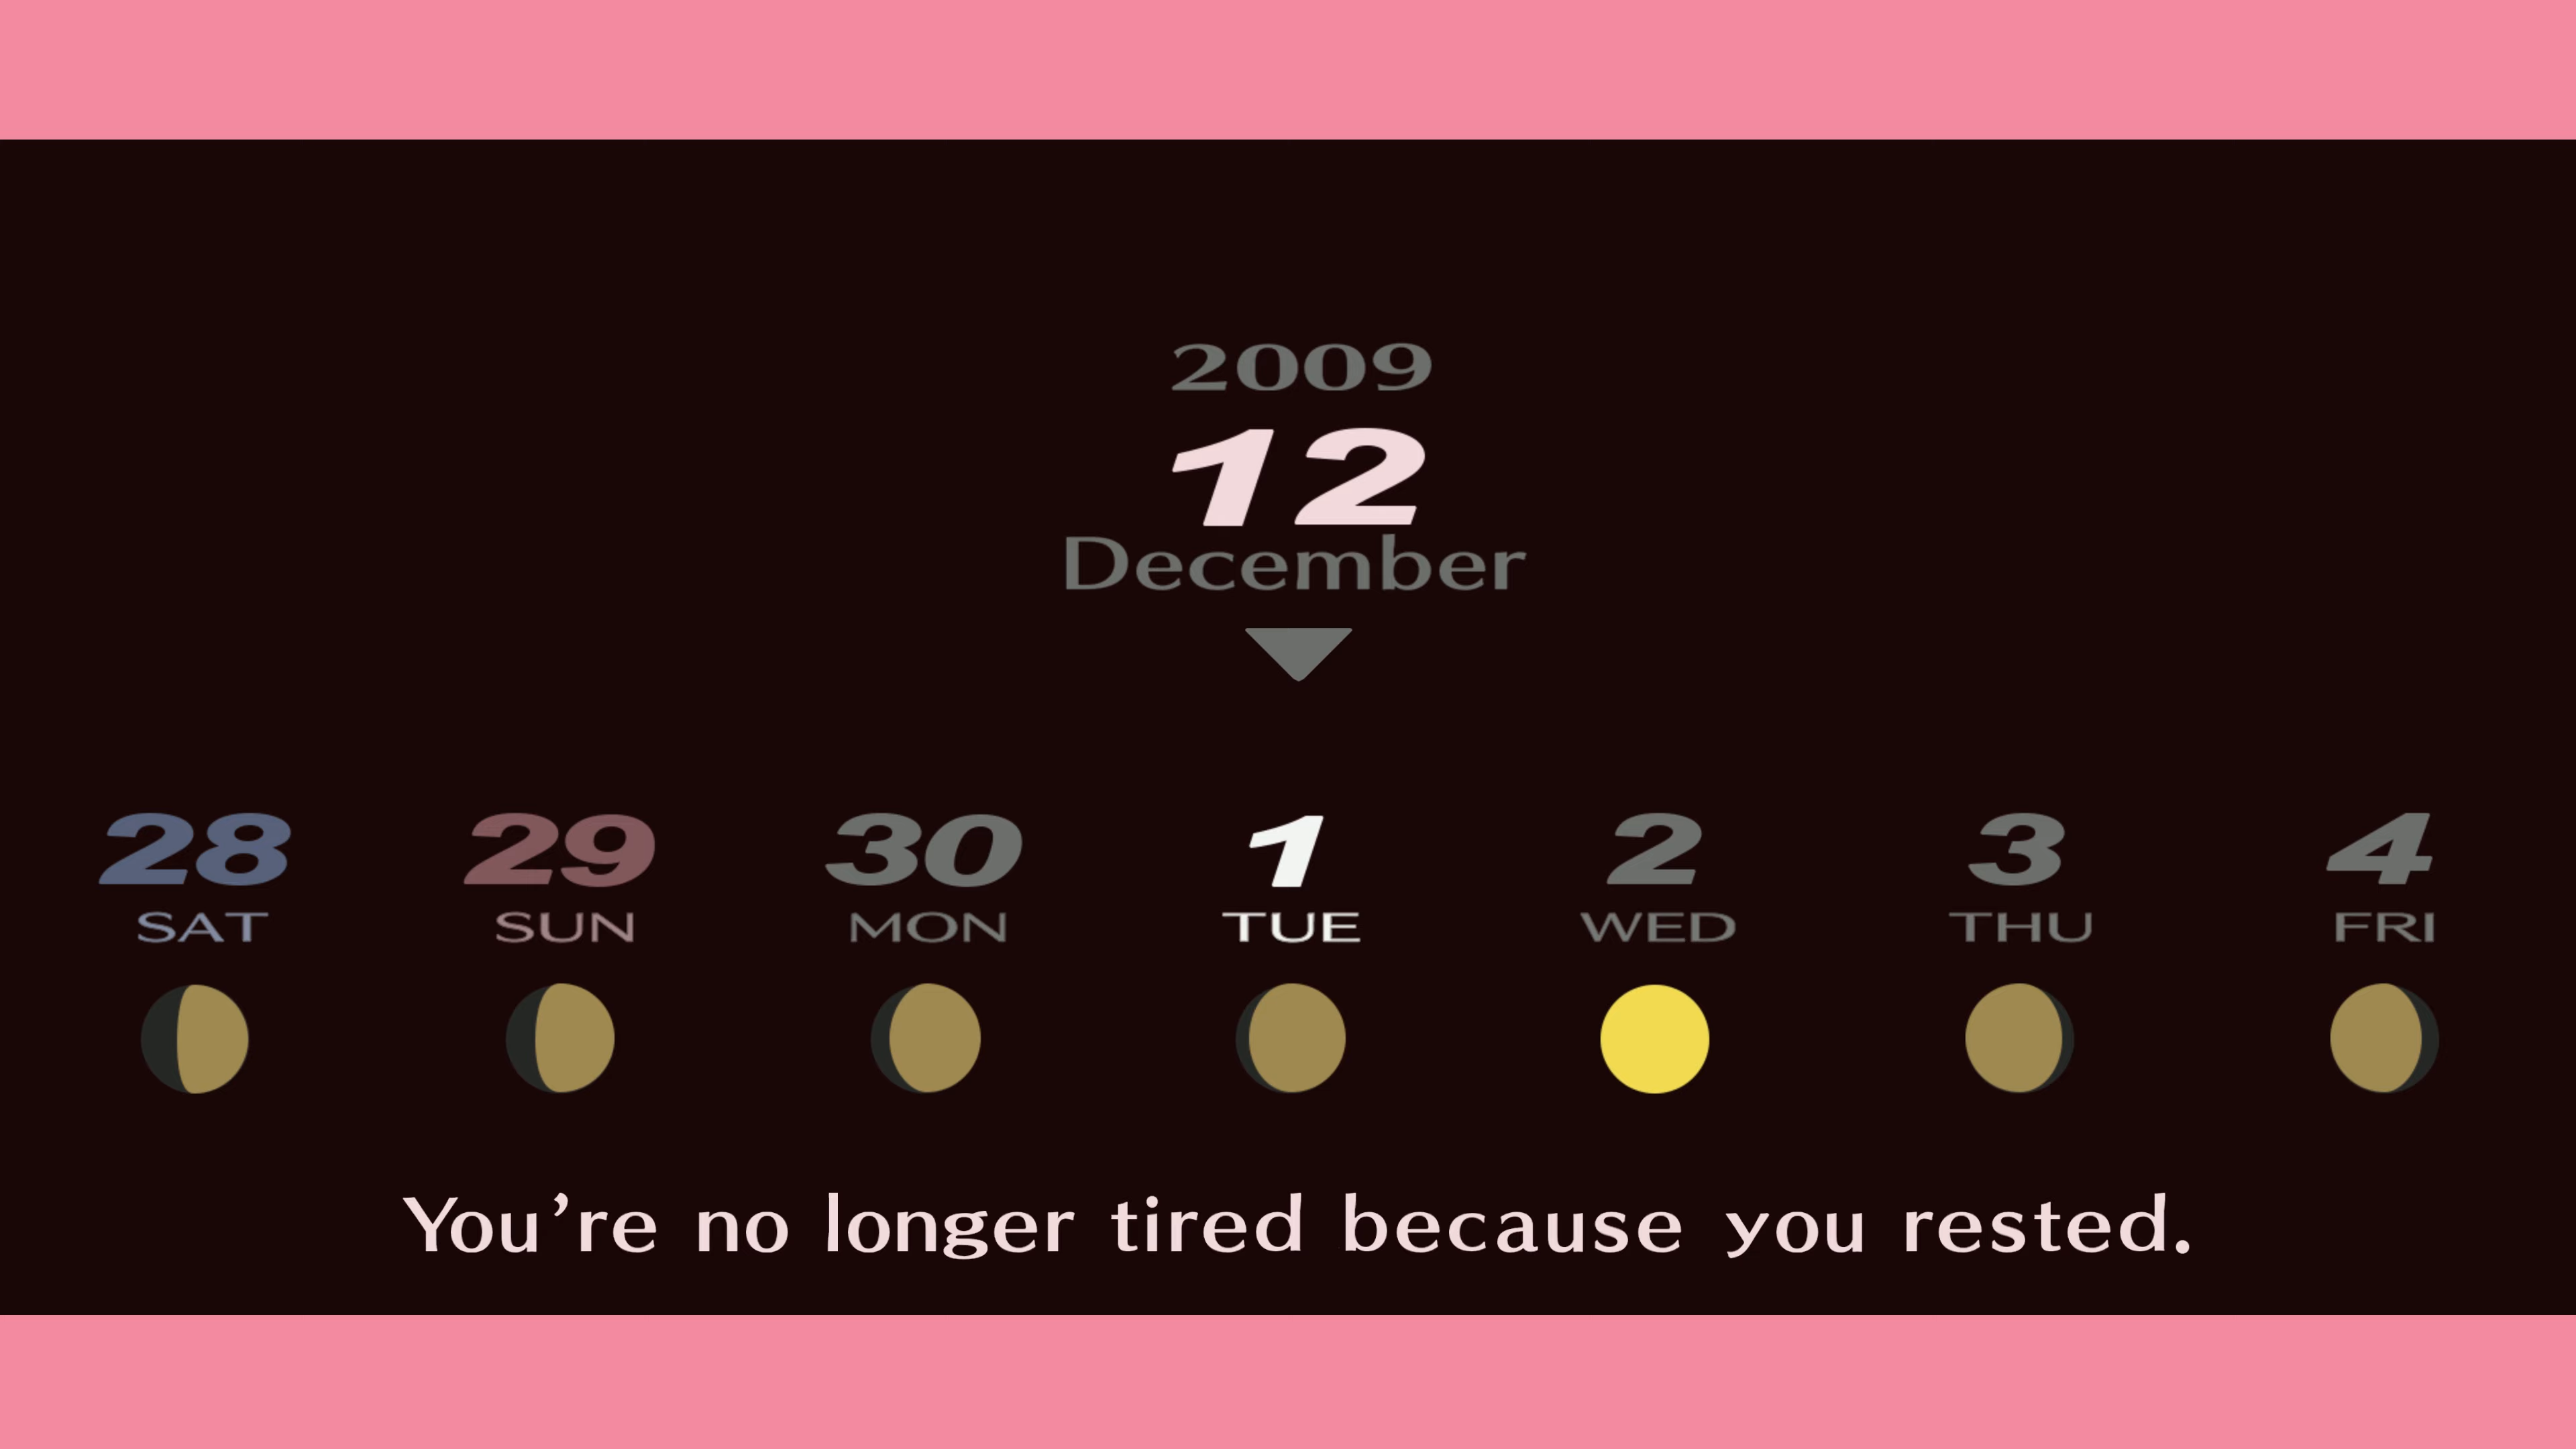 2009
12
December
28 29 30 1 2 3 4
SAT SUN MON TUE WED THU FRI
You’re no longer tired because you rested.